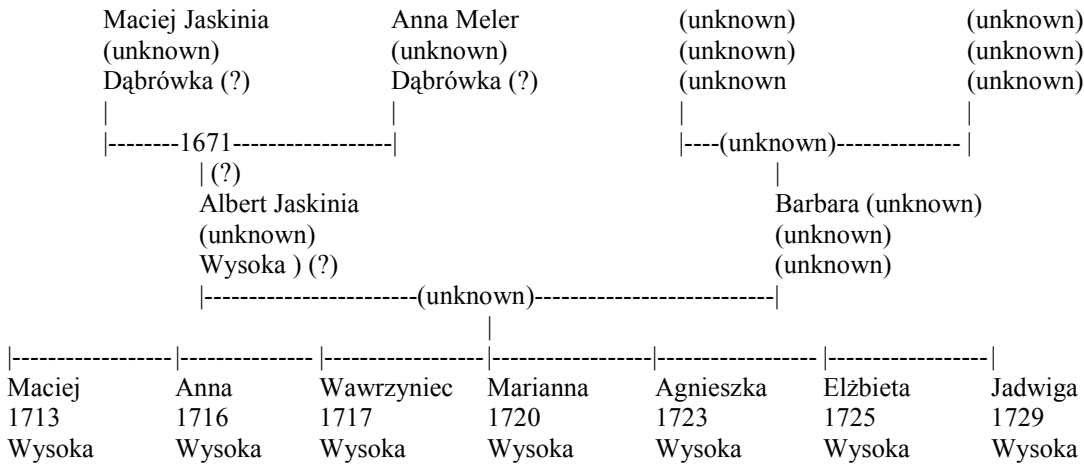 Maciej Jaskinia Anna Meler (unknown) (unknown)
(unknown) (unknown) (unknown) (unknown)
Dąbrówka (?) Dąbrówka (?) (unknown (unknown)
| | | |
|--------1671------------------| |----(unknown)-------------- |
| (?) |
Albert Jaskinia Barbara (unknown)
(unknown) (unknown)
Wysoka ) (?) (unknown)
|------------------------(unknown)---------------------------|
|
|------------------ |--------------- |------------------ |------------------ |------------------ |------------------ |
Maciej Anna Wawrzyniec Marianna Agnieszka Elżbieta Jadwiga
1713 1716 1717 1720 1723 1725 1729
Wysoka Wysoka Wysoka Wysoka Wysoka Wysoka Wysoka